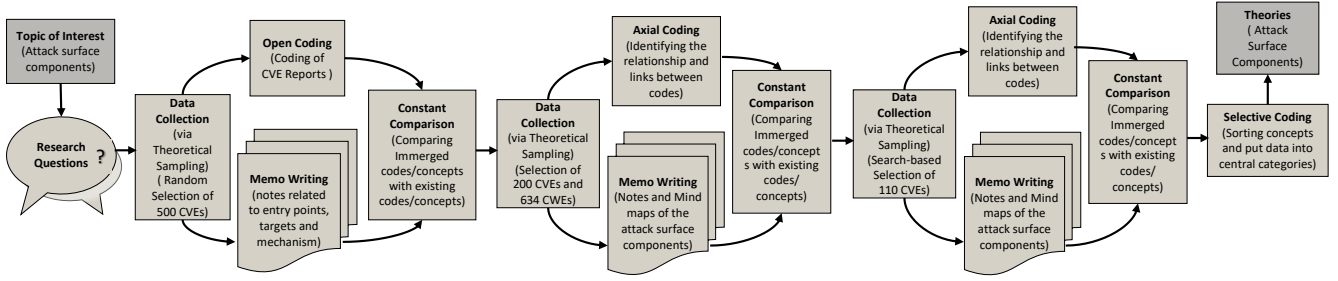 Topic of Interest
(Attack surface
components)
Research
Questions
?
Data
Collection
(via
Theoretical
Sampling)
( Random
Selection of
500 CVEs)
Open Coding
(Coding of
CVE Reports )
Memo Writing
(notes related
to entry points,
targets and
mechanism)
Constant
Comparison
(Comparing
Immerged
codes/concepts
with existing
codes/concepts)
Data
Collection
(via Theoretical
Sampling)
(Selection of
200 CVEs and
634 CWEs)
Axial Coding
(Identifying the
relationship and
links between
codes)
Memo Writing
(Notes and Mind
maps of the
attack surface
components)
Constant
Comparison
(Comparing
Immerged
codes/concept
s with existing
codes/
concepts)
Data
Collection
(via Theoretical
Sampling)
(Search-based
Selection of
110 CVEs)
Axial Coding
(Identifying the
relationship and
links between
codes)
Memo Writing
(Notes and Mind
maps of the
attack surface
components)
Constant
Comparison
(Comparing
Immerged
codes/concept
s with existing
codes/
concepts)
Selective Coding
(Sorting concepts
and put data into
central categories)
Theories
( Attack
Surface
Components)